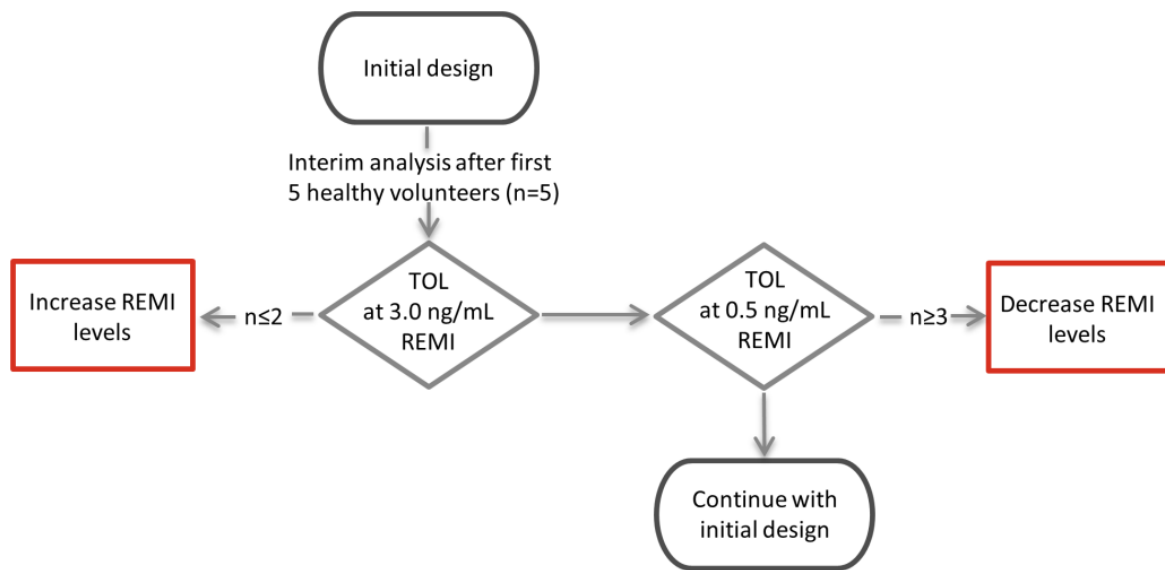 Initial design
Interim analysis after first
5 healthy volunteers (n=5)
Increase REMI
levels
n≤2
TOL
at 3.0 ng/mL
REMI
TOL
at 0.5 ng/mL
REMI
n≥3
Decrease REMI
levels
Continue with
initial design